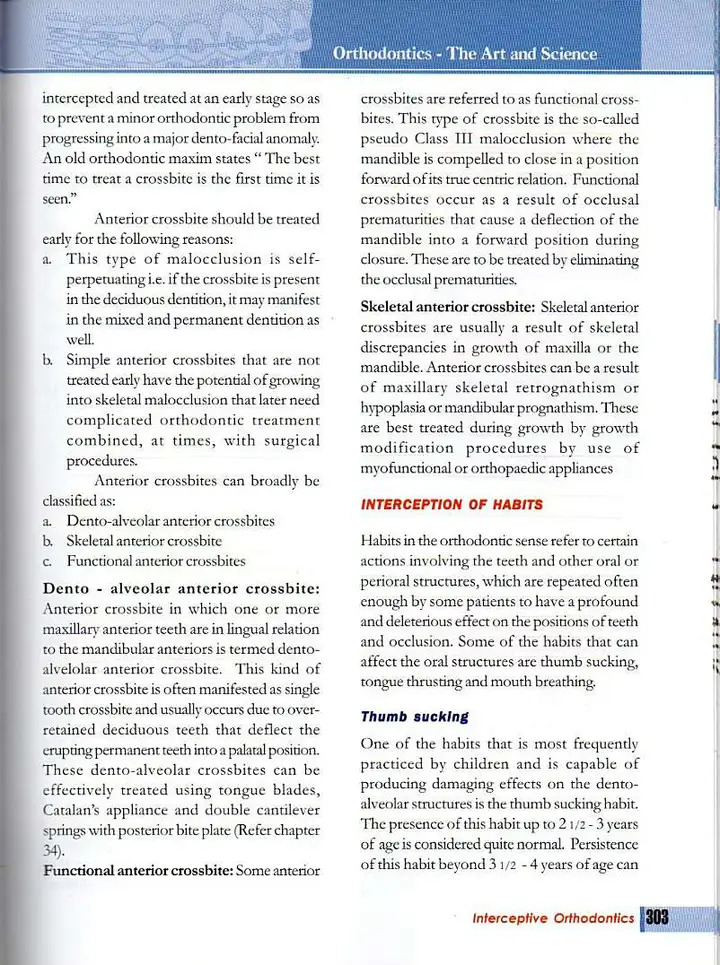 Orthodontics - The Art and Science
intercepted and treated at an early stage so as
to prevent a minor orthodontic problem from
progressing into a major dento-facial anomaly.
An old orthodontic maxim states “ The best
time to treat a crossbite is the first time it is
seen.”
Anterior crossbite should be treated
early for the following reasons:
a. This type of malocclusion is self-
perpetuating i.e. if the crossbite is present
in the deciduous dentition, it may manifest
in the mixed and permanent dentition as
well.
b. Simple anterior crossbites that are not
treated early have the potential of growing
into skeletal malocclusion that later need
complicated orthodontic treatment
combined, at times, with surgical
procedures.
Anterior crossbites can broadly be
classified as:
a. Dento-alveolar anterior crossbites
b. Skeletal anterior crossbite
c. Functional anterior crossbites
Dento - alveolar anterior crossbite:
Anterior crossbite in which one or more
maxillary anterior teeth are in lingual relation
to the mandibular anteriors is termed dento-
alvelolar anterior crossbite. This kind of
anterior crossbite is often manifested as single
tooth crossbite and usually occurs due to over-
retained deciduous teeth that deflect the
erupting permanent teeth into a palatal position.
These dento-alveolar crossbites can be
effectively treated using tongue blades,
Catalan's appliance and double cantilever
springs with posterior bite plate (Refer chapter
34).
Functional anterior crossbite: Some anterior
crossbites are referred to as functional cross-
bites. This type of crossbite is the so-called
pseudo Class III malocclusion where the
mandible is compelled to close in a position
forward of its true centric relation. Functional
crossbites occur as a result of occlusal
prematurities that cause a deflection of the
mandible into a forward position during
closure. These are to be treated by eliminating
the occlusal prematurities.
Skeletal anterior crossbite: Skeletal anterior
crossbites are usually a result of skeletal
discrepancies in growth of maxilla or the
mandible. Anterior crossbites can be a result
of maxillary skeletal retrognathism or
hypoplasia or mandibular prognathism. These
are best treated during growth by growth
modification procedures by use of
myofunctional or orthopaedic appliances
INTERCEPTION OF HABITS
Habits in the orthodontic sense refer to certain
actions involving the teeth and other oral or
perioral structures, which are repeated often
enough by some patients to have a profound
and deleterious effect on the positions of teeth
and occlusion. Some of the habits that can
affect the oral structures are thumb sucking,
tongue thrusting and mouth breathing.
Thumb sucking
One of the habits that is most frequently
practiced by children and is capable of
producing damaging effects on the dento-
alveolar structures is the thumb sucking habit.
The presence of this habit up to 2 1/2 - 3 years
of age is considered quite normal. Persistence
of this habit beyond 3 1/2 - 4 years of age can
Interceptive Orthodontics 303